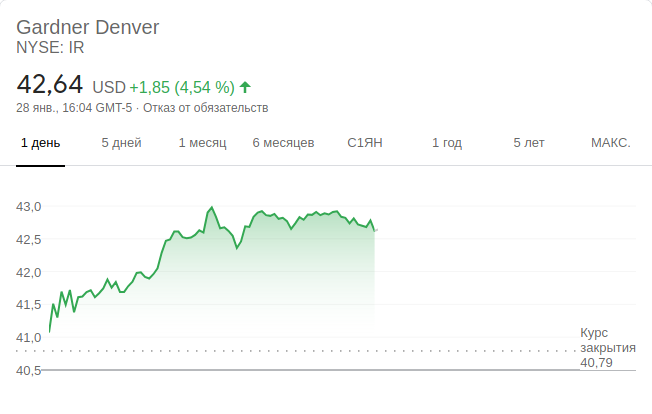 Gardner Denver
NYSE: IR
42,64 USD +1,85 (4,54 %)
28 янв., 16:04 GMT-5 · Отказ от обязательств
1 день 5 дней 1 месяц 6 месяцев С1ЯН 1 год 5 лет МАКС.
43,0
42,5
42,0
41,5
41,0
Курс
закрытия
40,79
40,5